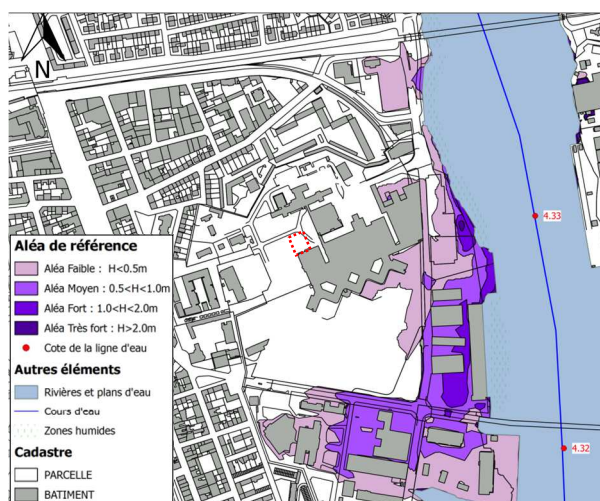 N
4.33
Aléa de référence
Aléa Faible : H<0.5m
Aléa Moyen : 0.5<H<1.0m
Aléa Fort : 1.0<H<2.0m
Aléa Très fort : H>2.0m
Cote de la ligne d'eau
Autres éléments
Rivières et plans d'eau
Cours d'eau
Zones humides
Cadastre
PARCELLE
BATIMENT
4.32